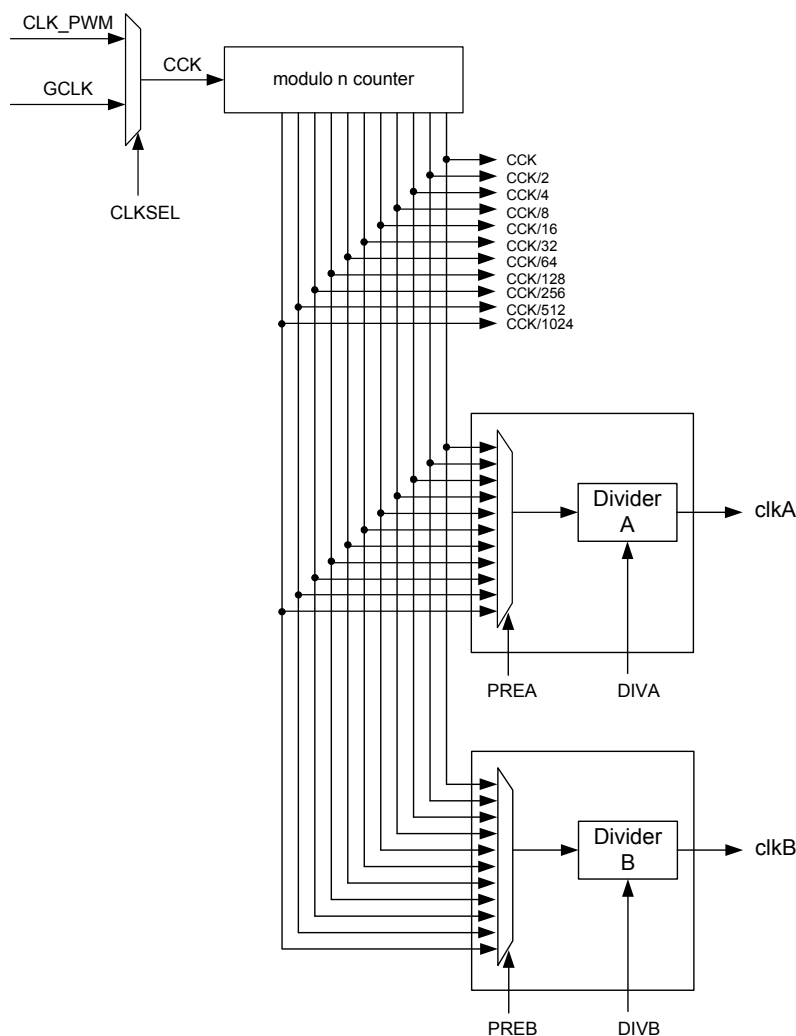 CLK_PWM
GCLK
CCK
CLKSEL
modulo n counter
CCK
CCK/2
CCK/4
CCK/8
CCK/16
CCK/32
CCK/64
CCK/128
CCK/256
CCK/512
CCK/1024
Divider
A
clkA
PREA
DIVA
Divider
B
clkB
PREB
DIVB